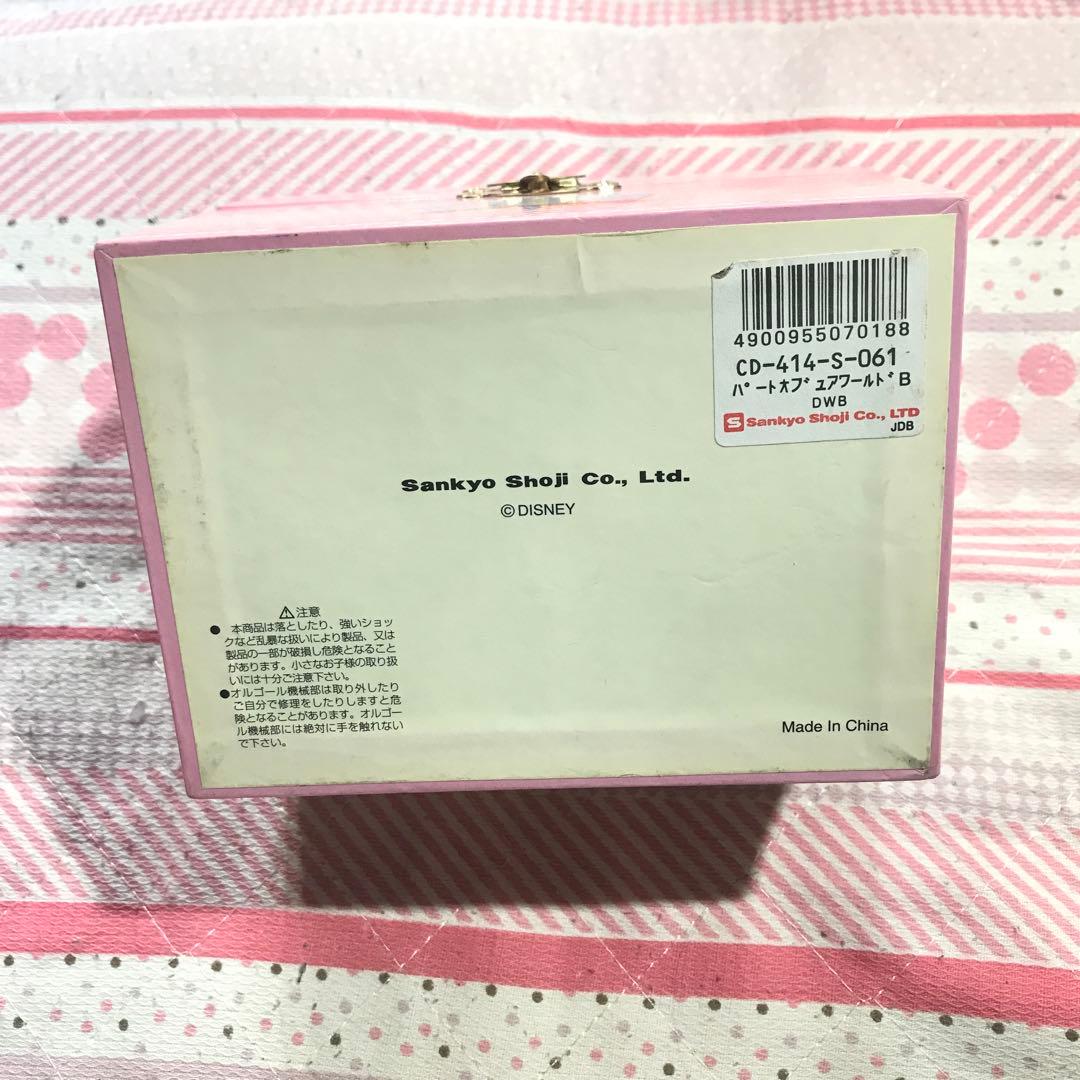 4900955070188
CD-414-S-061
ﾊﾟｰﾄｵﾌﾞﾕｱワールドﾞB
DWB
S Sankyo Shoji Co., LTD
JDB
Sankyo Shoji Co., Ltd.
©DISNEY
⚠注意
● 本商品は落としたり、強いショッ
クなど乱暴な扱いにより製品、又は
製品の一部が破損し危険となること
があります。小さなお子様の取り扱
いには十分ご注意下さい。
●オルゴール機械部は取り外したり
ご自分で修理をしたりしますと危
険となることがあります。オルゴー
ル機械部には絶対に手を触れない
で下さい。
Made In China